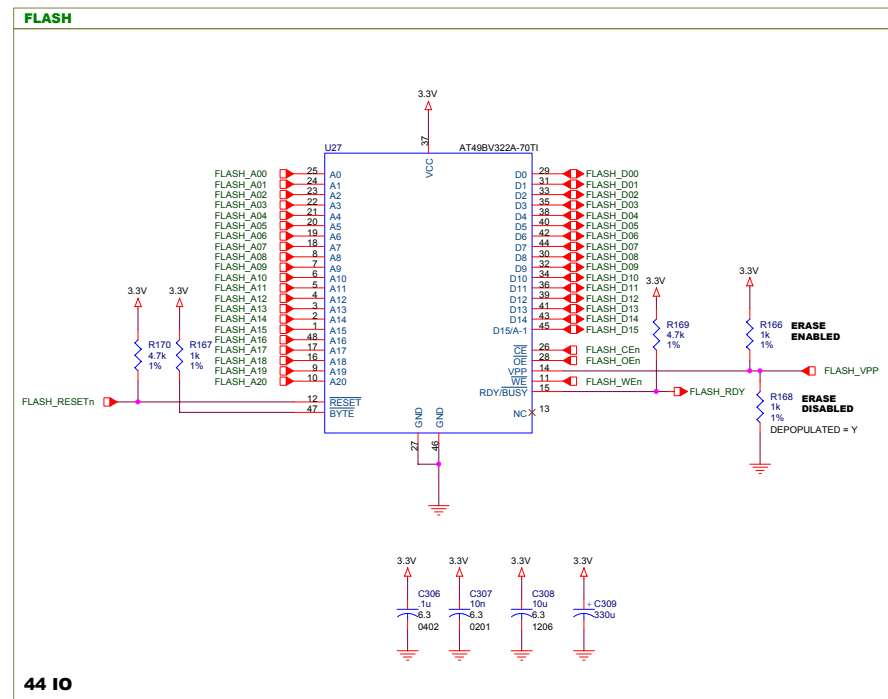 FLASH
3.3V
37
U27 AT49BV322A-70TI
VCC
FLASH_A00 25 A0 D0 29 FLASH_D00
FLASH_A01 24 A1 D1 31 FLASH_D01
FLASH_A02 23 A2 D2 33 FLASH_D02
FLASH_A03 22 A3 D3 35 FLASH_D03
FLASH_A04 21 A4 D4 38 FLASH_D04
FLASH_A05 20 A5 D5 40 FLASH_D05
FLASH_A06 19 A6 D6 42 FLASH_D06
FLASH_A07 18 A7 D7 44 FLASH_D07
FLASH_A08 8 A8 D8 30 FLASH_D08
FLASH_A09 7 A9 D9 32 FLASH_D09
FLASH_A10 6 A10 D10 34 FLASH_D10
FLASH_A11 5 A11 D11 36 FLASH_D11
FLASH_A12 4 A12 D12 39 FLASH_D12
FLASH_A13 3 A13 D13 41 FLASH_D13
FLASH_A14 2 A14 D14 43 FLASH_D14
FLASH_A15 1 A15 D15/A-1 45 FLASH_D15
FLASH_A16 48 A16
FLASH_A17 17 A17 CE 26 FLASH_CEn
FLASH_A18 16 A18 OE 28 FLASH_OEn
FLASH_A19 9 A19 VPP 14 FLASH_VPP
FLASH_A20 10 A20 WE 11 FLASH_WEn
RDY/BUSY 15 FLASH_RDY
FLASH_RESETn 12 RESET
47 BYTE
NC 13
GND GND
27 46
3.3V 3.3V
R170 R167
4.7k 1k
1% 1%
3.3V
R169
4.7k
1%
3.3V
R166 ERASE
1k ENABLED
1%
R168 ERASE
1k DISABLED
1%
DEPOPULATED = Y
3.3V 3.3V 3.3V 3.3V
C306 C307 C308 + C309
.1u 10n 10u 330u
6.3 6.3 6.3
0402 0201 1206
44 IO